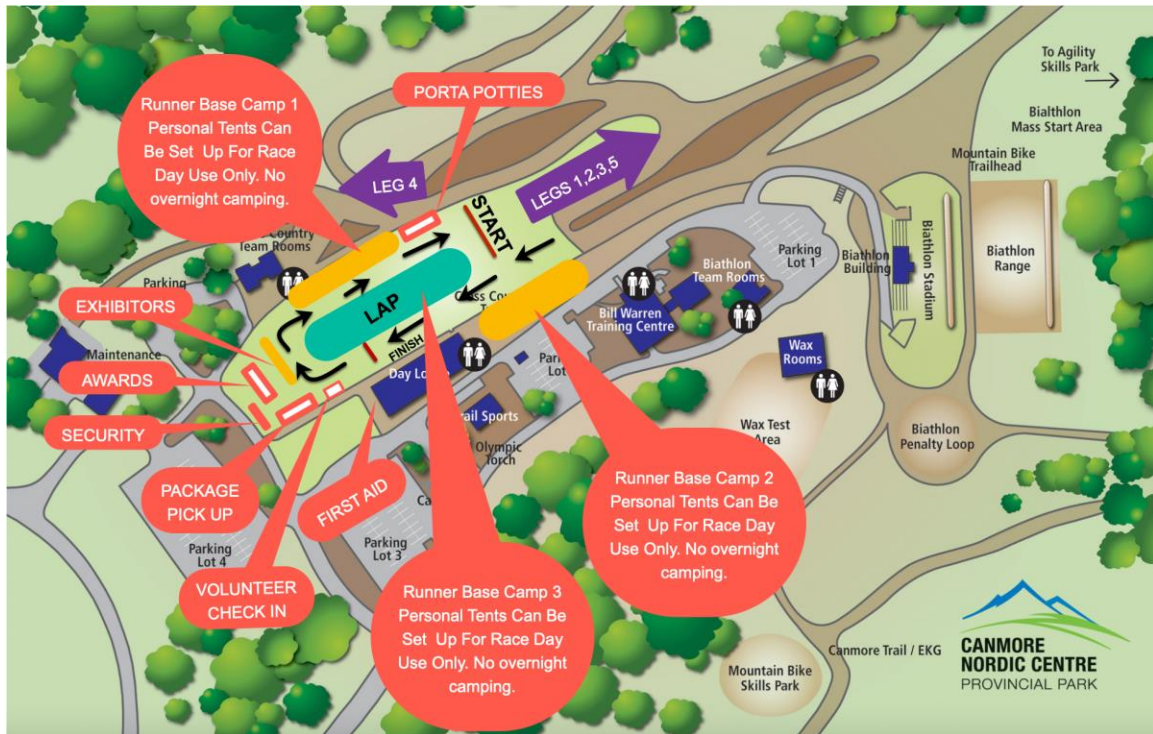 To Agility
Skills Park
Bialthlon
Mass Start Area
Mountain Bike
Trailhead
Runner Base Camp 1
Personal Tents Can
Be Set Up For Race
Day Use Only. No
overnight camping.
PORTA POTTIES
LEG 4
LEGS 1,2,3,5
START
Country
Team Rooms
Parking
Parking
Lot 1
Biathlon
Building
Biathlon Stadium
Biathlon
Range
Biathlon
Team Rooms
Bill Warren
Training Centre
LAP
EXHIBITORS
FINISH
Maintenance
AWARDS
SECURITY
Day
Parking
Lot
Wax
Rooms
Sports
Olympic
Torch
Wax Test
Area
Biathlon
Penalty Loop
PACKAGE
PICK UP
FIRST AID
Parking
Lot 4
Parking
Lot 3
VOLUNTEER
CHECK IN
Runner Base Camp 2
Personal Tents Can Be
Set Up For Race Day
Use Only. No overnight
camping.
Runner Base Camp 3
Personal Tents Can Be
Set Up For Race Day
Use Only. No overnight
camping.
Canmore Trail / EKG
Mountain Bike
Skills Park
CANMORE
NORDIC CENTRE
PROVINCIAL PARK